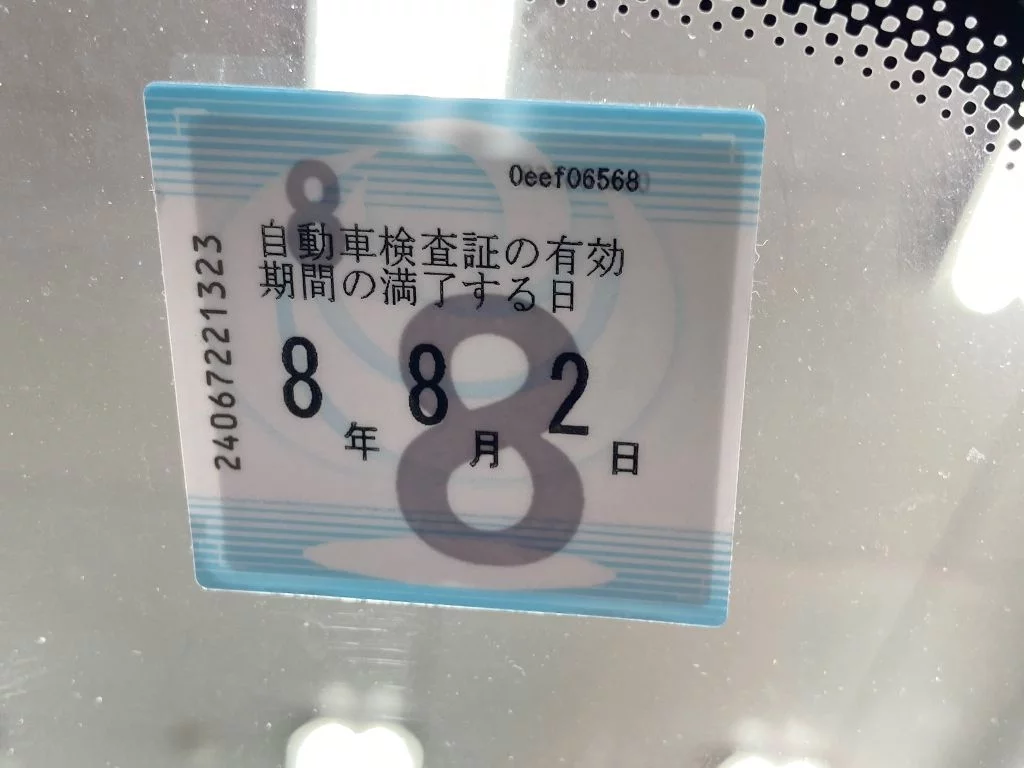 8
0eef06568
自動車検査証の有効
期間の満了する日
8年8月2日
8
2406722221323